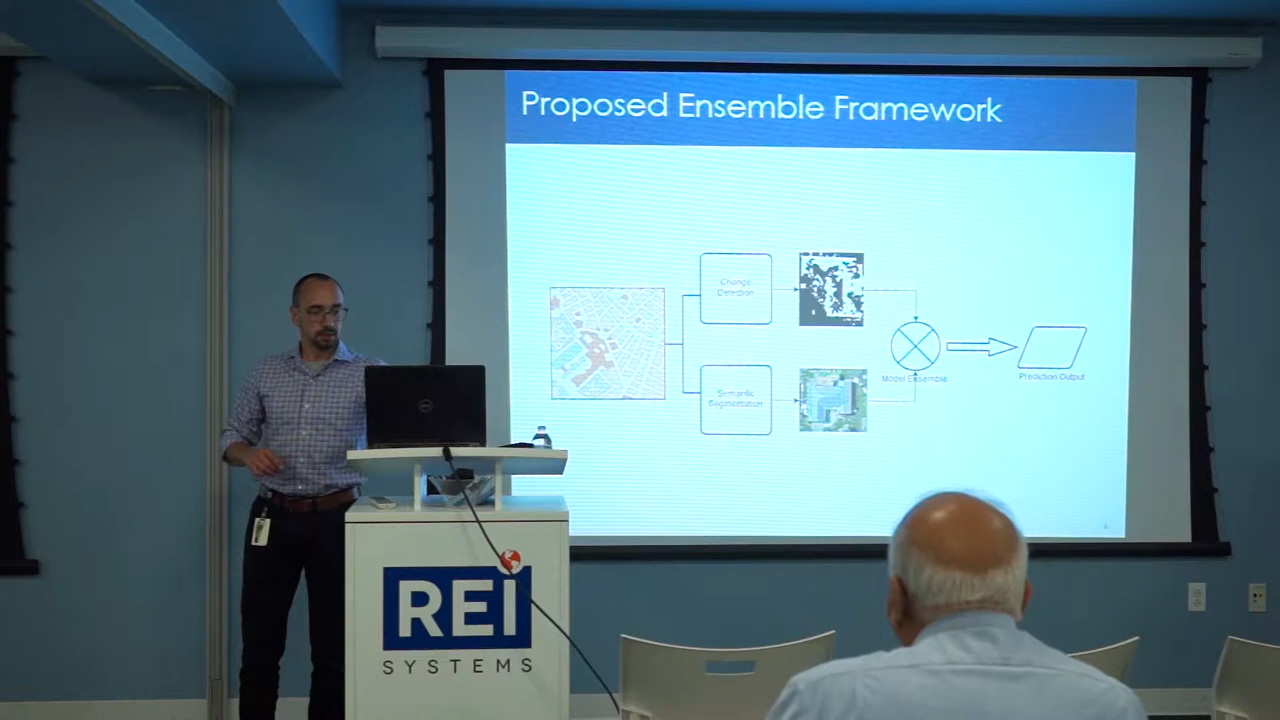 Proposed Ensemble Framework
Change
Detection
Semantic
Segmentation
Model Ensemble
Prediction Output
REI
SYSTEMS